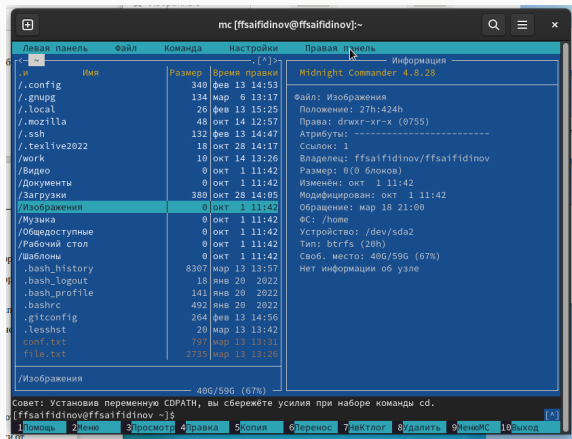 mc [ffsaifidinov@ffsaifidinov]:~
Левая панель Файл Команда Настройки Правая панель
<— ~ .[^]> Информация
.и Имя Размер Время правки Midnight Commander 4.8.28
/.config 340 фев 13 14:53
/.gnupg 134 мар 6 13:17 Файл: Изображения
/.local 26 фев 13 15:25 Положение: 27h:424h
/.mozilla 48 окт 14 12:57 Права: drwxr-xr-x (0755)
/.ssh 132 фев 13 14:47 Атрибуты: -------------------------
/.texlive2022 18 окт 28 14:17 Ссылок: 1
/work 10 окт 14 13:26 Владелец: ffsaifidinov/ffsaifidinov
/Видео 0 окт 1 11:42 Размер: 0(0 блоков)
/Документы 0 окт 1 11:42 Изменён: окт 1 11:42
/Загрузки 380 окт 28 14:05 Модифицирован: окт 1 11:42
/Изображения 0 окт 1 11:42 Обращение: мар 18 21:00
/Музыка 0 окт 1 11:42 ФС: /home
/Общедоступные 0 окт 1 11:42 Устройство: /dev/sda2
/Рабочий стол 0 окт 1 11:42 Тип: btrfs (20h)
/Шаблоны 0 окт 1 11:42 Своб. место: 40G/59G (67%)
.bash_history 8307 мар 13 13:57 Нет информации об узле
.bash_logout 18 янв 20 2022
.bash_profile 141 янв 20 2022
.bashrc 492 янв 20 2022
.gitconfig 264 фев 13 14:56
.lesshst 20 мар 13 13:42
conf.txt 797 мар 13 13:31
file.txt 2735 мар 13 13:26
/Изображения
40G/59G (67%)
Совет: Установив переменную CDPATH, вы сбережёте усилия при наборе команды cd.
[ffsaifidinov@ffsaifidinov ~]$ [^]
1Помощь 2Меню 3Просмотр 4Правка 5Копия 6Перенос 7НвКтлог 8Удалить 9МенюMC 10Выход